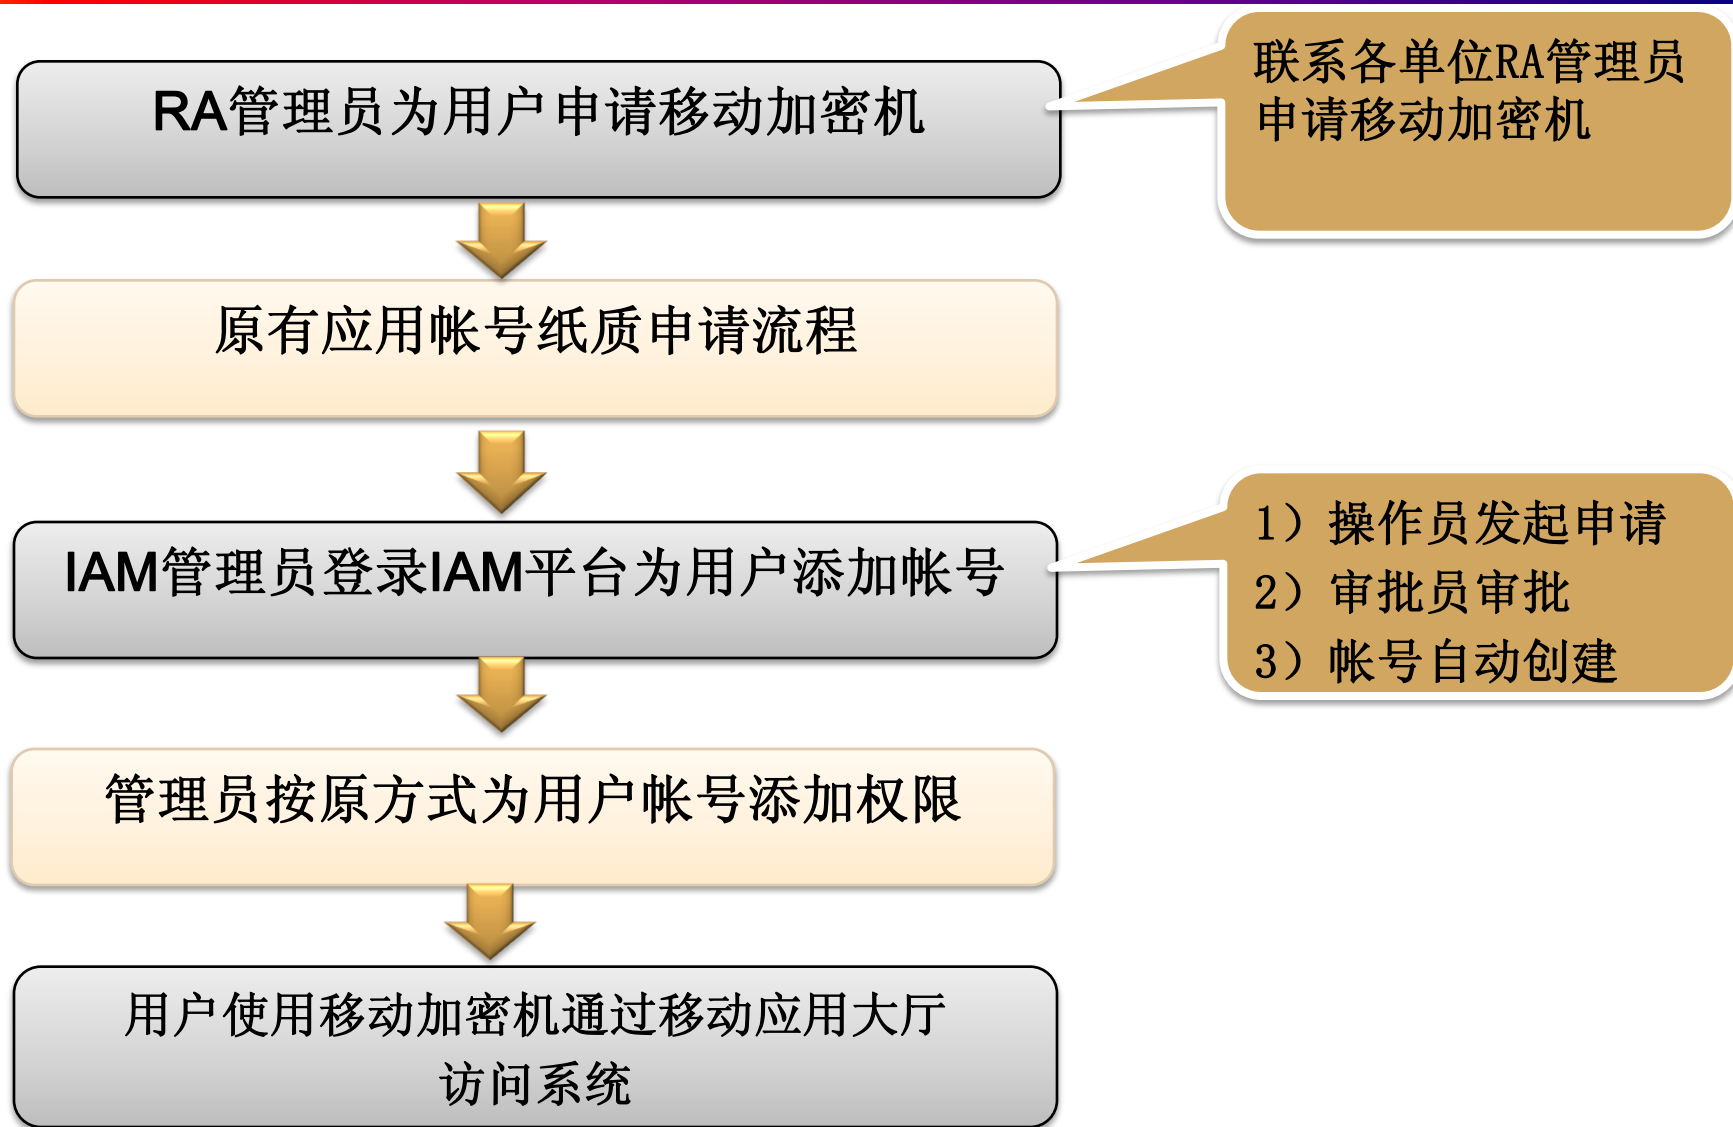 RA管理员为用户申请移动加密机
联系各单位RA管理员
申请移动加密机
原有应用帐号纸质申请流程
IAM管理员登录IAM平台为用户添加帐号
1）操作员发起申请
2）审批员审批
3）帐号自动创建
管理员按原方式为用户帐号添加权限
用户使用移动加密机通过移动应用大厅
访问系统